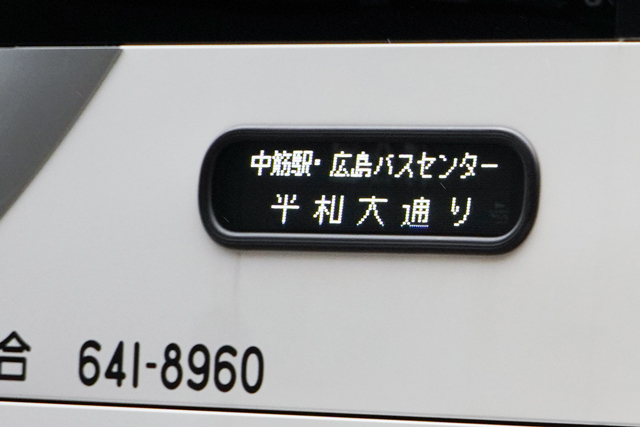 中筋駅・広島バスセンター
平和大通り
合 641-8960